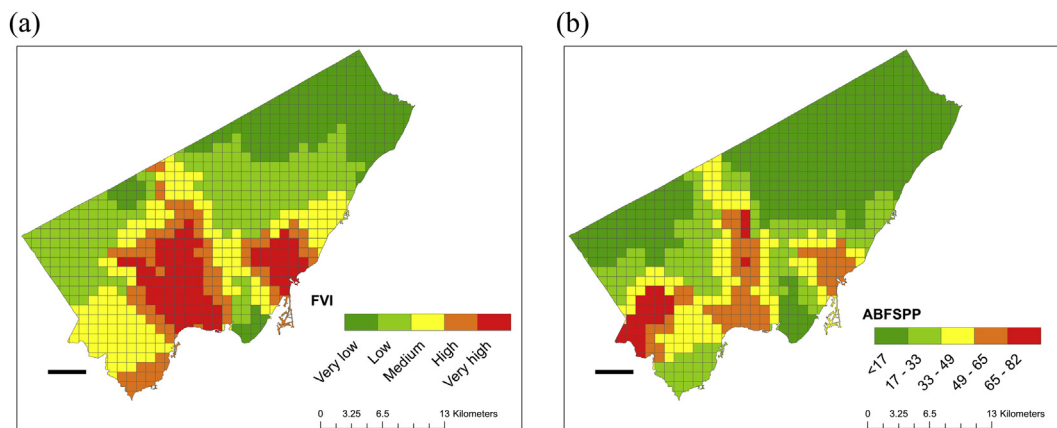 (a)
(b)
FVI
Very low
Low
Medium
High
Very high
0 3.25 6.5 13 Kilometers
ABFSPP
<17
17 - 33
33 - 49
49 - 65
65 - 82
0 3.25 6.5 13 Kilometers